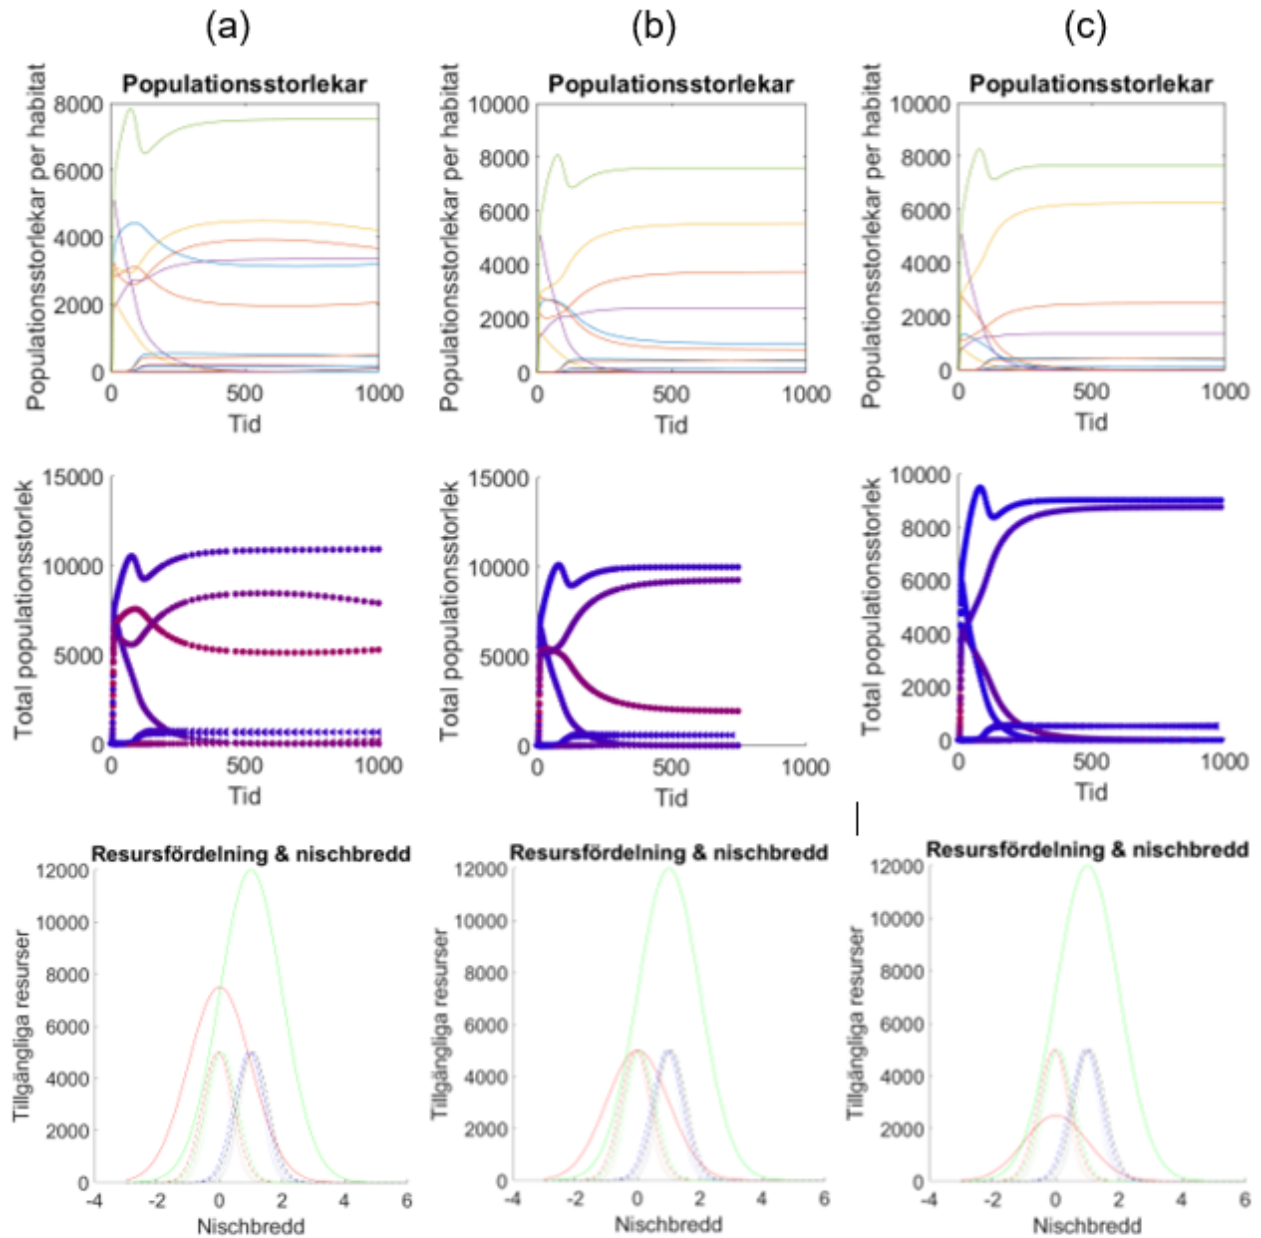 (a) (b) (c)
Populationsstorlekar
Populationsstorlekar per habitat
8000
6000
4000
2000
0
0 500 1000
Tid
Populationsstorlekar
Populationsstorlekar per habitat
10000
8000
6000
4000
2000
0
0 500 1000
Tid
Populationsstorlekar
Populationsstorlekar per habitat
10000
8000
6000
4000
2000
0
0 500 1000
Tid
Total populationsstorlek
15000
10000
5000
0
0 500 1000
Tid
Total populationsstorlek
15000
10000
5000
0
0 500 1000
Tid
Total populationsstorlek
10000
8000
6000
4000
2000
0
0 500 1000
Tid
Resursfördelning & nischbredd
Tillgängliga resurser
12000
10000
8000
6000
4000
2000
0
-4 -2 0 2 4 6
Nischbredd
Resursfördelning & nischbredd
Tillgängliga resurser
12000
10000
8000
6000
4000
2000
0
-4 -2 0 2 4 6
Nischbredd
Resursfördelning & nischbredd
Tillgängliga resurser
12000
10000
8000
6000
4000
2000
0
-4 -2 0 2 4 6
Nischbredd